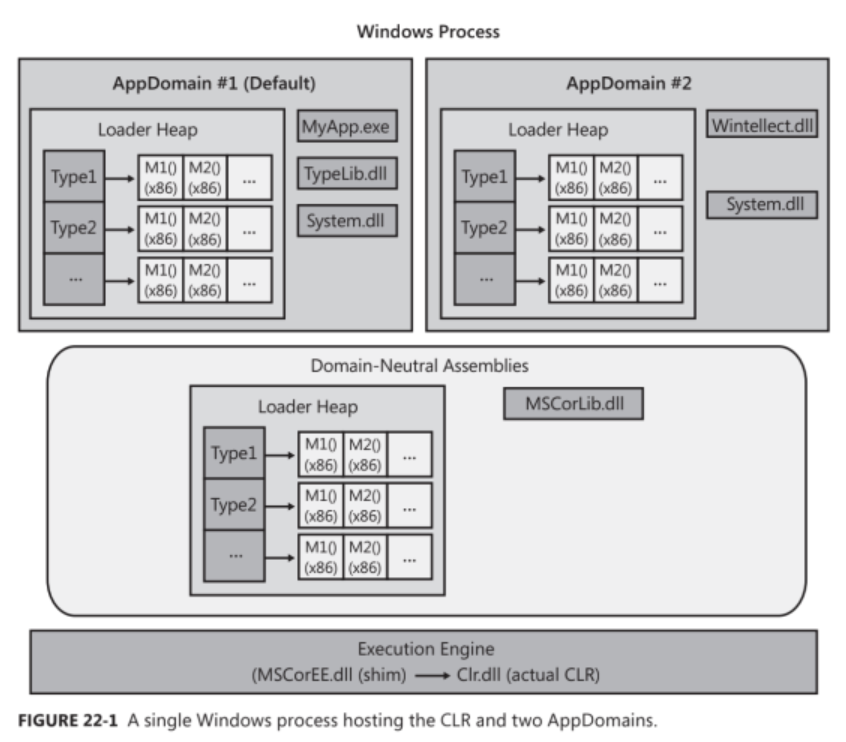 Windows Process
AppDomain #1 (Default)
Loader Heap
MyApp.exe
TypeLib.dll
System.dll
Type1
M1() M2() ...
(x86) (x86)
Type2
M1() M2() ...
(x86) (x86)
...
M1() M2() ...
(x86) (x86)
AppDomain #2
Loader Heap
Wintellect.dll
System.dll
Type1
M1() M2() ...
(x86) (x86)
Type2
M1() M2() ...
(x86) (x86)
...
M1() M2() ...
(x86) (x86)
Domain-Neutral Assemblies
Loader Heap
MSCorLib.dll
Type1
M1() M2() ...
(x86) (x86)
Type2
M1() M2() ...
(x86) (x86)
...
M1() M2() ...
(x86) (x86)
Execution Engine
(MSCorEE.dll (shim) → Clr.dll (actual CLR)
FIGURE 22-1 A single Windows process hosting the CLR and two AppDomains.